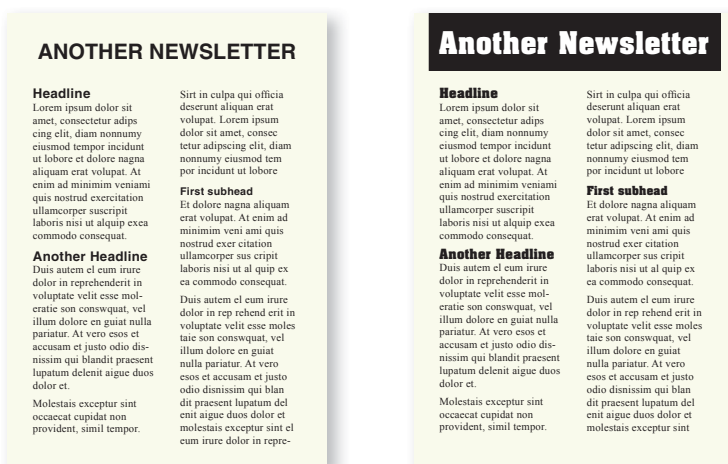 ANOTHER NEWSLETTER
Headline
Lorem ipsum dolor sit
amet, consectetur adips
cing elit, diam nonnumy
eiusmod tempor incidunt
ut lobore et dolore nagna
aliquam erat volupat. At
enim ad minimim veniami
quis nostrud exercitation
ullamcorper suscripit
laboris nisi ut alquip exea
commodo consequat.
Another Headline
Duis autem el eum irure
dolor in reprehenderit in
voluptate velit esse mol-
eratie son conswquat, vel
illum dolore en guiat nulla
pariatur. At vero esos et
accusam et justo odio dis-
nissim qui blandit praesent
lupatum delenit aigue duos
dolor et.
Molestais exceptur sint
occaecat cupidat non
provident, simil tempor.
Sirt in culpa qui officia
deserunt aliquan erat
volupat. Lorem ipsum
dolor sit amet, consec
tetur adipscing elit, diam
nonnumy eiusmod tem
por incidunt ut lobore
First subhead
Et dolore nagna aliquam
erat volupat. At enim ad
minimim veni ami quis
nostrud exer citation
ullamcorper sus cripit
laboris nisi ut al quip ex
ea commodo consequat.
Duis autem el eum irure
dolor in rep rehend erit in
voluptate velit esse moles
taie son conswquat, vel
illum dolore en guiat
nulla pariatur. At vero
esos et accusam et justo
odio disnissim qui blan
dit praesent lupatum del
enit aigue duos dolor et
molestais exceptur sint el
eum irure dolor in repre-
Another Newsletter
Headline
Lorem ipsum dolor sit
amet, consectetur adips
cing elit, diam nonnumy
eiusmod tempor incidunt
ut lobore et dolore nagna
aliquam erat volupat. At
enim ad minimim veniami
quis nostrud exercitation
ullamcorper suscripit
laboris nisi ut alquip exea
commodo consequat.
Another Headline
Duis autem el eum irure
dolor in reprehenderit in
voluptate velit esse mol-
eratie son conswquat, vel
illum dolore en guiat nulla
pariatur. At vero esos et
accusam et justo odio dis-
nissim qui blandit praesent
lupatum delenit aigue duos
dolor et.
Molestais exceptur sint
occaecat cupidat non
provident, simil tempor.
Sirt in culpa qui officia
deserunt aliquan erat
volupat. Lorem ipsum
dolor sit amet, consec
tetur adipscing elit, diam
nonnumy eiusmod tem
por incidunt ut lobore
First subhead
Et dolore nagna aliquam
erat volupat. At enim ad
minimim veni ami quis
nostrud exer citation
ullamcorper sus cripit
laboris nisi ut al quip ex
ea commodo consequat.
Duis autem el eum irure
dolor in rep rehend erit in
voluptate velit esse moles
taie son conswquat, vel
illum dolore en guiat
nulla pariatur. At vero
esos et accusam et justo
odio disnissim qui blan
dit praesent lupatum del
enit aigue duos dolor et
molestais exceptur sint